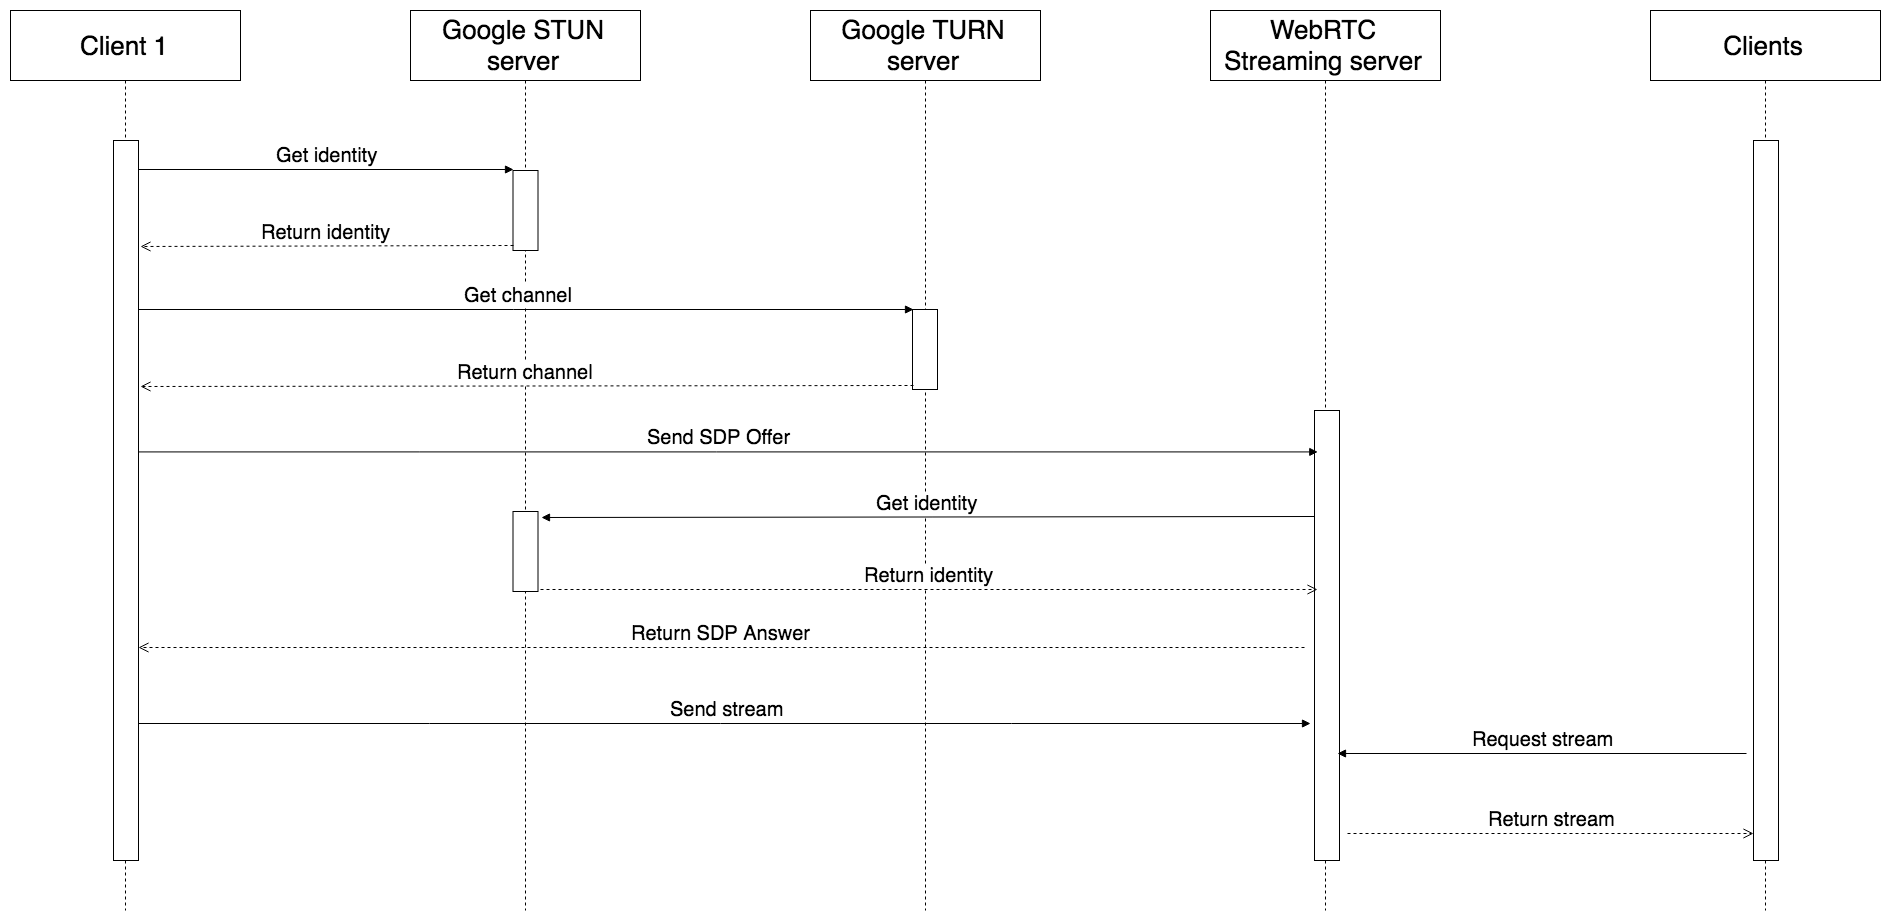 Client 1
Google STUN
server
Google TURN
server
WebRTC
Streaming server
Clients
Get identity
Return identity
Get channel
Return channel
Send SDP Offer
Get identity
Return identity
Return SDP Answer
Send stream
Request stream
Return stream